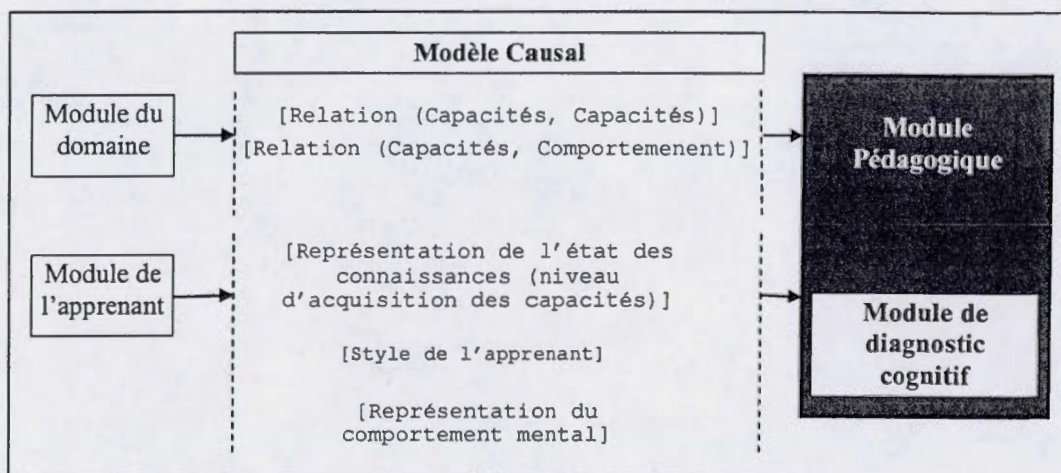 Modèle Causal
Module du
domaine
[Relation (Capacités, Capacités)]
[Relation (Capacités, Comportemenent)]
Module
Pédagogique
Module de
l'apprenant
[Représentation de l'état des
connaissances (niveau
d'acquisition des capacités)]
[Style de l'apprenant]
[Représentation du
comportement mental]
Module de
diagnostic
cognitif